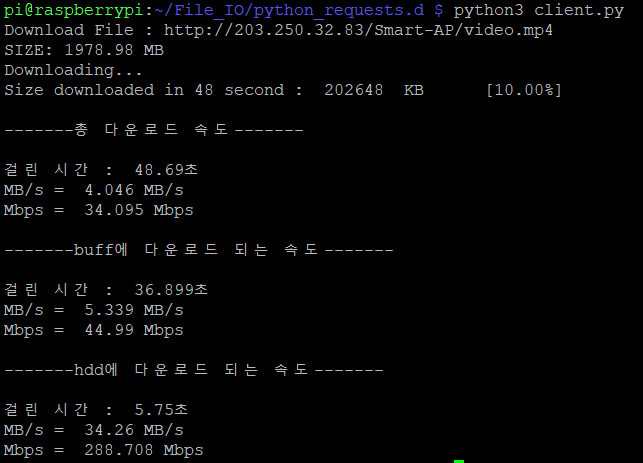 pi@raspberrypi:~/File_IO/python_requests.d $ python3 client.py
Download File : http://203.250.32.83/Smart-AP/video.mp4
SIZE: 1978.98 MB
Downloading...
Size downloaded in 48 second :  202648  KB      [10.00%]
-------총 다운로드 속도-------
걸린 시간 :  48.69초
MB/s =  4.046 MB/s
Mbps =  34.095 Mbps
-------buff에 다운로드 되는 속도-------
걸린 시간 :  36.899초
MB/s =  5.339 MB/s
Mbps =  44.99 Mbps
-------hdd에 다운로드 되는 속도-------
걸린 시간 :  5.75초
MB/s =  34.26 MB/s
Mbps =  288.708 Mbps